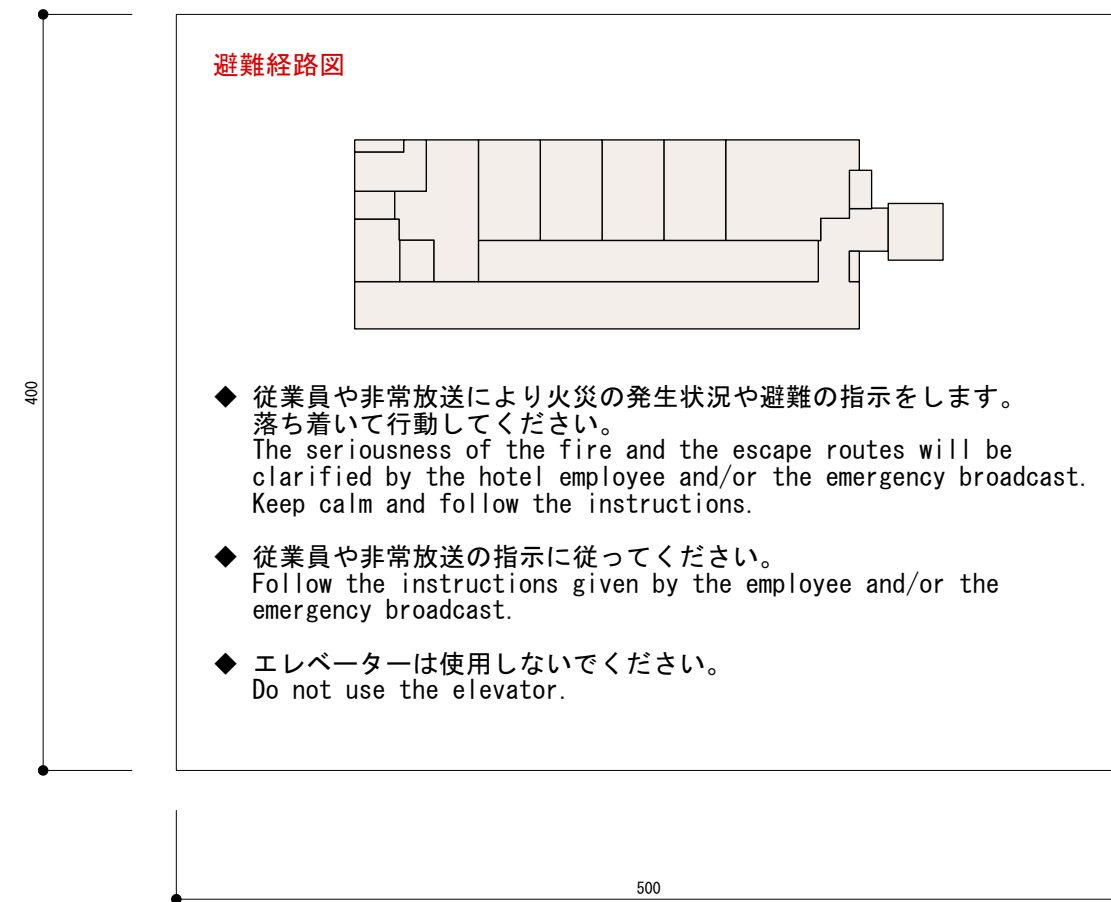 避難経路図
400
◆ 従業員や非常放送により火災の発生状況や避難の指示をします。
落ち着いて行動してください。
The seriousness of the fire and the escape routes will be
clarified by the hotel employee and/or the emergency broadcast.
Keep calm and follow the instructions.
◆ 従業員や非常放送の指示に従ってください。
Follow the instructions given by the employee and/or the
emergency broadcast.
◆ エレベーターは使用しないでください。
Do not use the elevator.
500